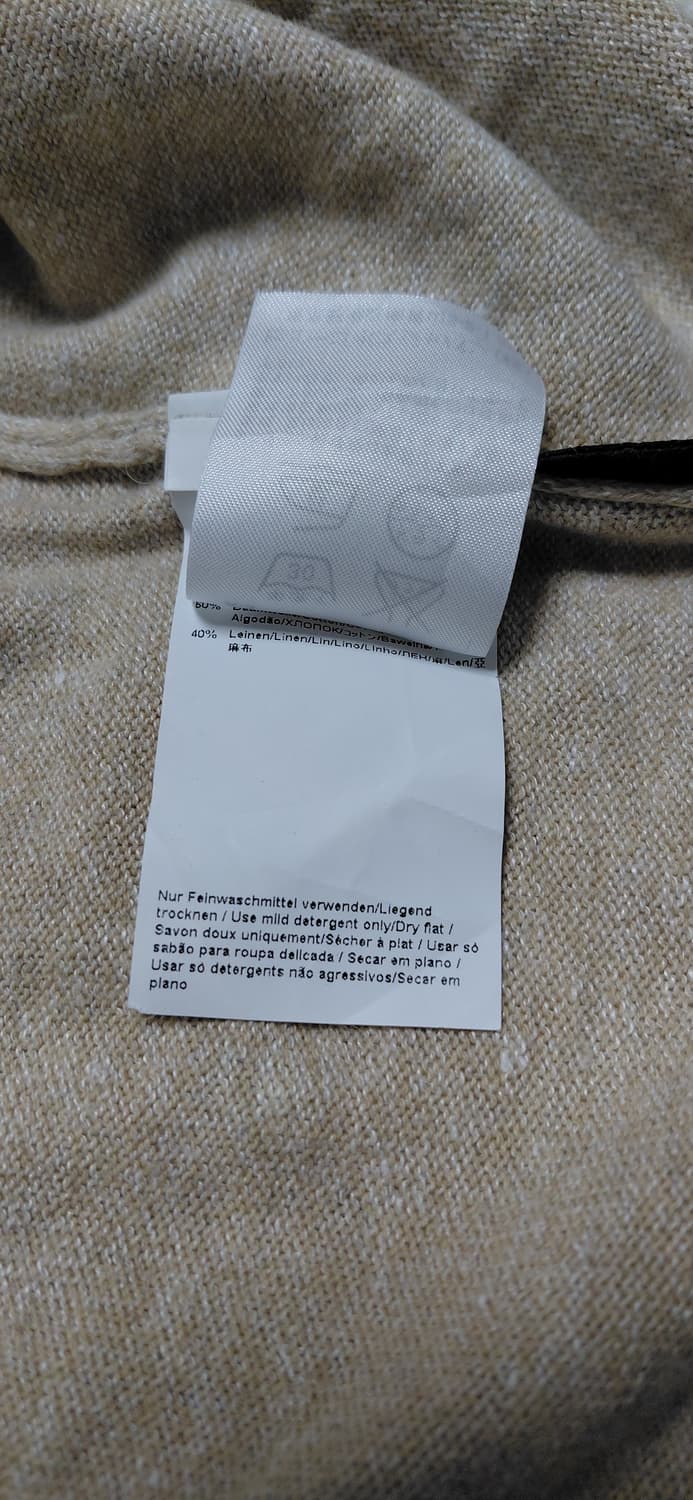 30
60%
Algodão/ХЛОПОК/コットン/
40% Leinen/Linen/Lin/Lino/Linho/ЛЕН/麻/Len/亞
麻布
Nur Feinwaschmittel verwenden/Liegend
trocknen / Use mild detergent only/Dry flat /
Savon doux uniquement/Sécher à plat / Usar só
sabão para roupa delicada / Secar em plano /
Usar só detergents não agressivos/Secar em
plano